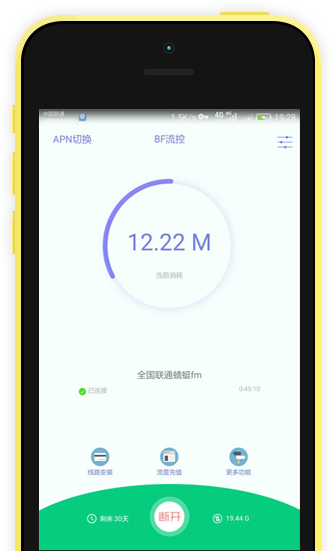 中国联通 1.5K/s 4G 4G 19:28
APN切换 BF流控
12.22 M
当前消耗
全国联通蜻蜓fm
已连接 0:45:10
线路安装 流量充值 更多功能
剩余 30天 断开 19.44 G